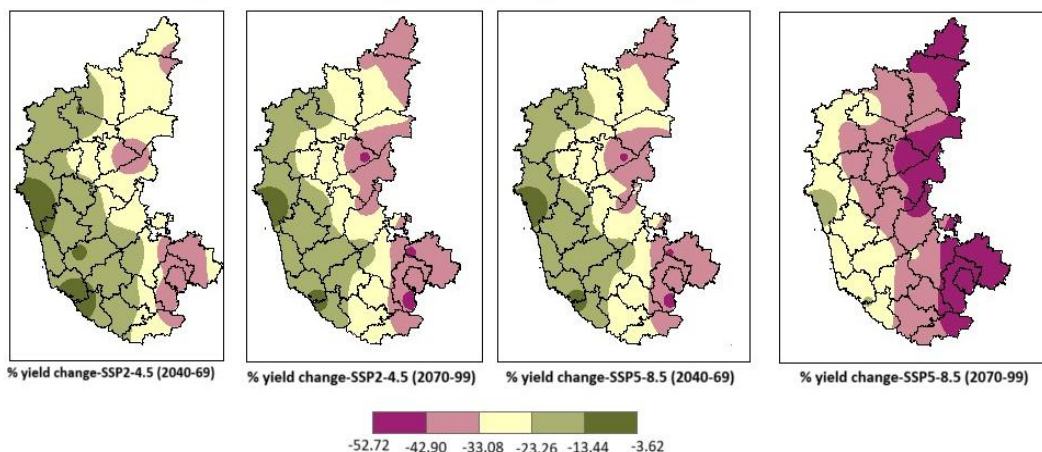 % yield change-SSP2-4.5 (2040-69)
% yield change-SSP2-4.5 (2070-99)
% yield change-SSP5-8.5 (2040-69)
% yield change-SSP5-8.5 (2070-99)
-52.72 -42.90 -33.08 -23.26 -13.44 -3.62